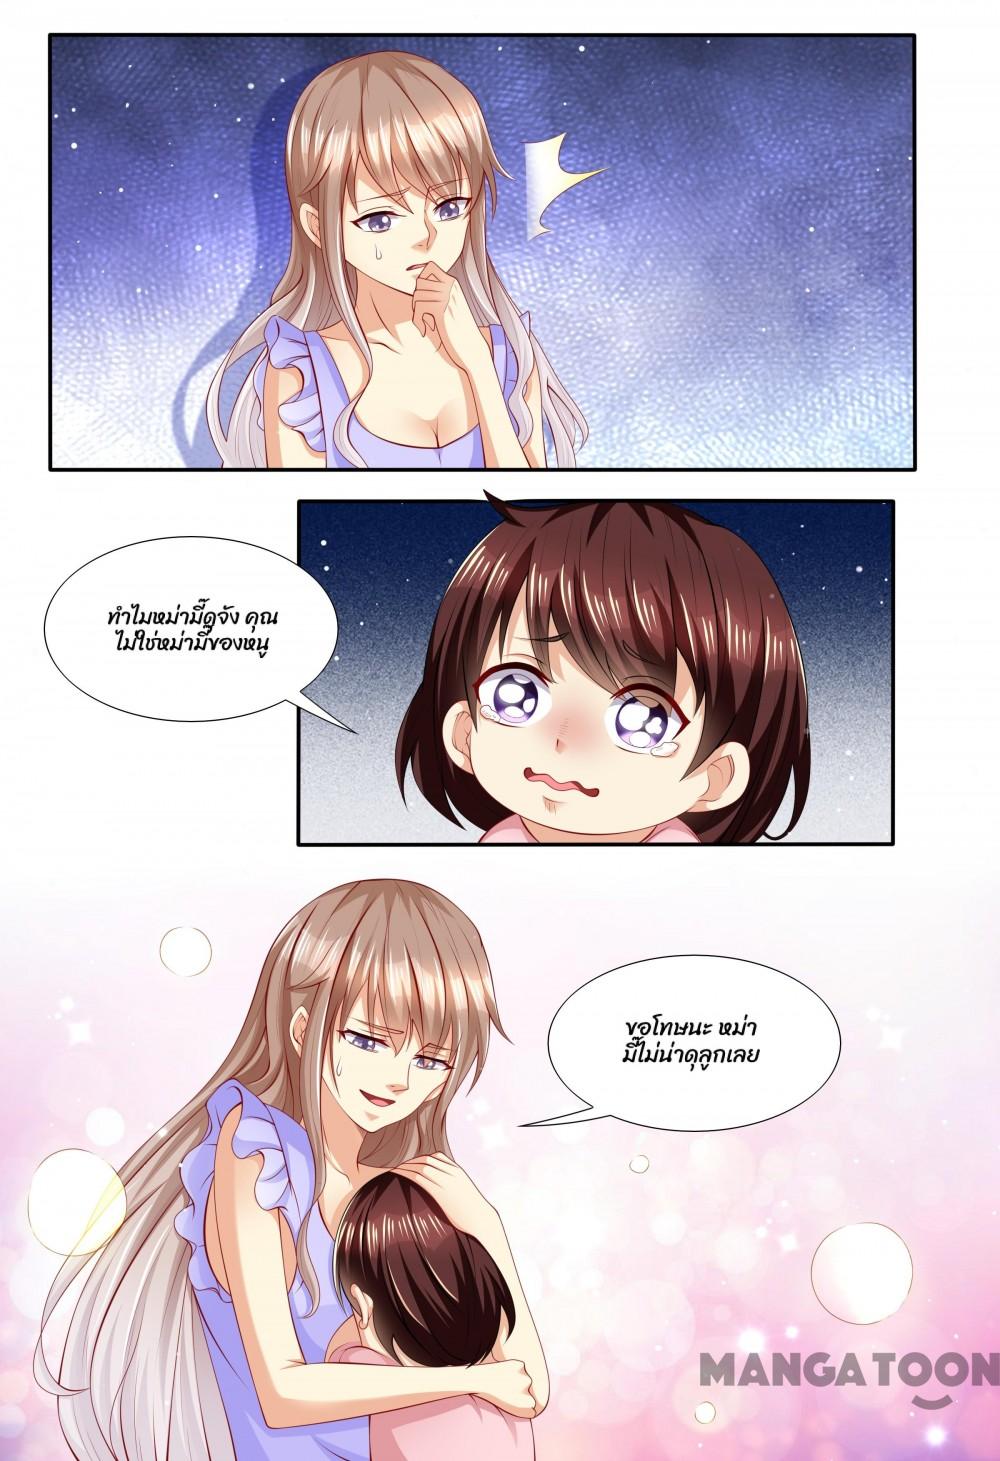 ทำไมหม่ามี๊ดุจัง คุณ
ไม่ใช่หม่ามี๊ของหนู
ขอโทษนะ หม่า
มี๊ไม่น่าดุลูกเลย
MANGATOON